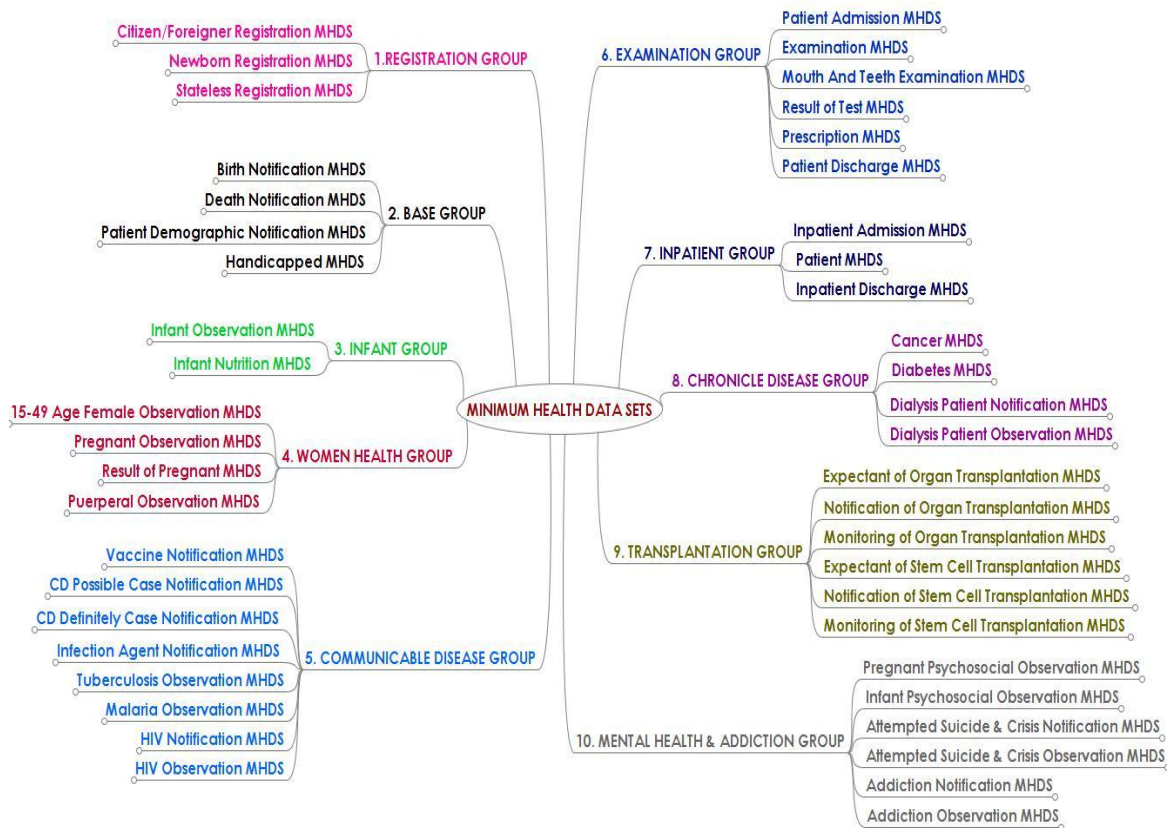 MINIMUM HEALTH DATA SETS
1.REGISTRATION GROUP
Citizen/Foreigner Registration MHDS
Newborn Registration MHDS
Stateless Registration MHDS
2. BASE GROUP
Birth Notification MHDS
Death Notification MHDS
Patient Demographic Notification MHDS
Handicapped MHDS
3. INFANT GROUP
Infant Observation MHDS
Infant Nutrition MHDS
4. WOMEN HEALTH GROUP
15-49 Age Female Observation MHDS
Pregnant Observation MHDS
Result of Pregnant MHDS
Puerperal Observation MHDS
5. COMMUNICABLE DISEASE GROUP
Vaccine Notification MHDS
CD Possible Case Notification MHDS
CD Definitely Case Notification MHDS
Infection Agent Notification MHDS
Tuberculosis Observation MHDS
Malaria Observation MHDS
HIV Notification MHDS
HIV Observation MHDS
6. EXAMINATION GROUP
Patient Admission MHDS
Examination MHDS
Mouth And Teeth Examination MHDS
Result of Test MHDS
Prescription MHDS
Patient Discharge MHDS
7. INPATIENT GROUP
Inpatient Admission MHDS
Patient MHDS
Inpatient Discharge MHDS
8. CHRONICLE DISEASE GROUP
Cancer MHDS
Diabetes MHDS
Dialysis Patient Notification MHDS
Dialysis Patient Observation MHDS
9. TRANSPLANTATION GROUP
Expectant of Organ Transplantation MHDS
Notification of Organ Transplantation MHDS
Monitoring of Organ Transplantation MHDS
Expectant of Stem Cell Transplantation MHDS
Notification of Stem Cell Transplantation MHDS
Monitoring of Stem Cell Transplantation MHDS
10. MENTAL HEALTH & ADDICTION GROUP
Pregnant Psychosocial Observation MHDS
Infant Psychosocial Observation MHDS
Attempted Suicide & Crisis Notification MHDS
Attempted Suicide & Crisis Observation MHDS
Addiction Notification MHDS
Addiction Observation MHDS